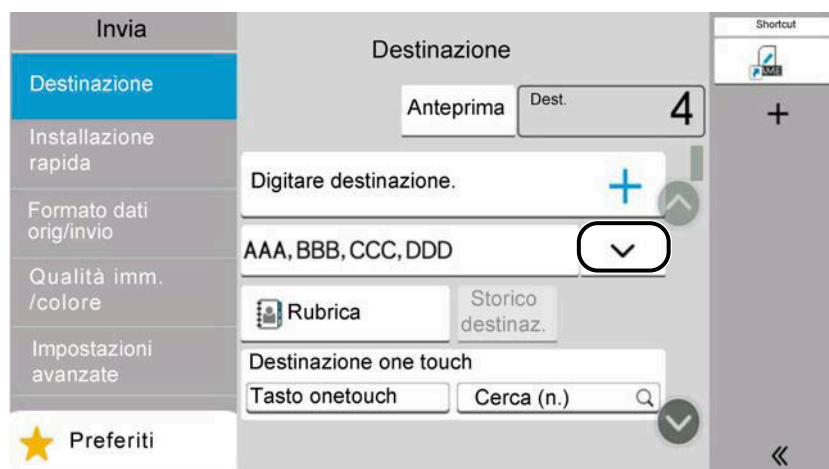 Invia
Destinazione
Installazione
rapida
Formato dati
orig/invio
Qualità imm.
/colore
Impostazioni
avanzate
Preferiti
Destinazione
Anteprima
Dest.
4
Digitare destinazione.
AAA, BBB, CCC, DDD
Rubrica
Storico
destinaz.
Destinazione one touch
Tasto onetouch
Cerca (n.)
Shortcut